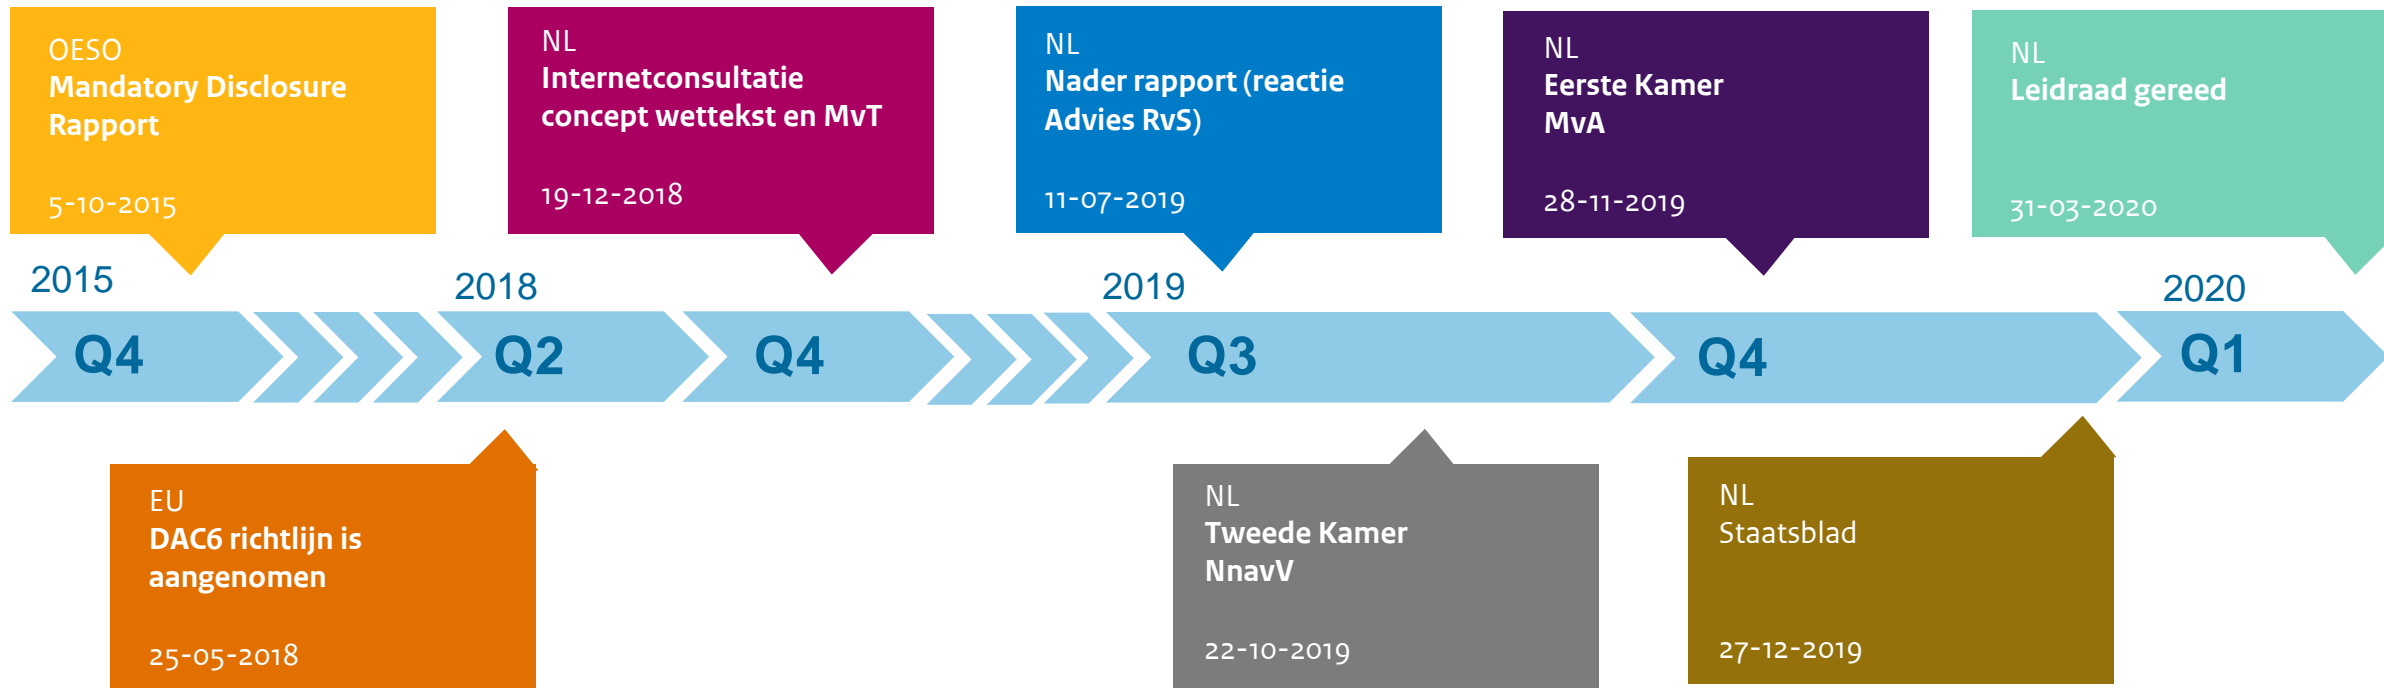 OESO
Mandatory Disclosure
Rapport
5-10-2015
NL
Internetconsultatie
concept wettekst en MvT
19-12-2018
NL
Nader rapport (reactie
Advies RvS)
11-07-2019
NL
Eerste Kamer
MvA
28-11-2019
NL
Leidraad gereed
31-03-2020
2015
2018
2019
2020
Q4
Q2
Q4
Q3
Q4
Q1
EU
DAC6 richtlijn is
aangenomen
25-05-2018
NL
Tweede Kamer
NnavV
22-10-2019
NL
Staatsblad
27-12-2019